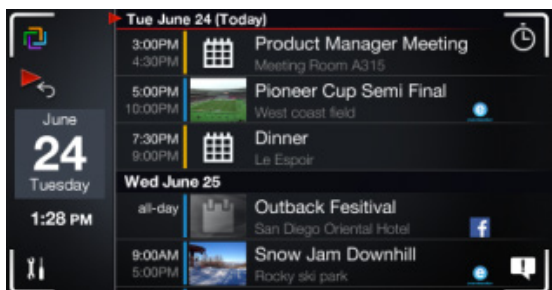 Tue June 24 (Today)
3:00PM
4:30PM
Product Manager Meeting
Meeting Room A315
5:00PM
10:00PM
Pioneer Cup Semi Final
West coast field
7:30PM
9:00PM
Dinner
Le Espoir
Wed June 25
all-day
Outback Fesitival
San Diego Oriental Hotel
f
9:00AM
5:00PM
Snow Jam Downhill
Rocky ski park
June
24
Tuesday
1:28 PM